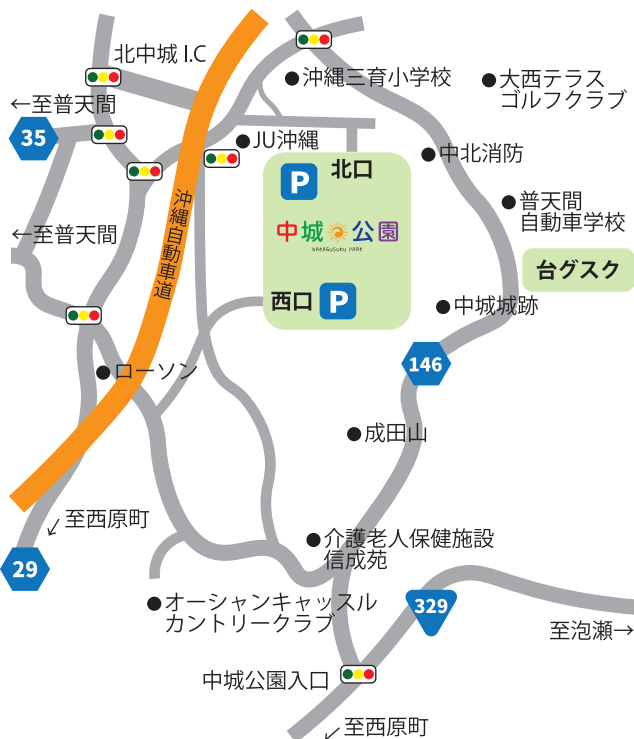 北中城 I.C
沖縄三育小学校
大西テラス
ゴルフクラブ
←至普天間
35
JU沖縄
中北消防
P
北口
普天間
自動車学校
沖縄自動車道
中城公園
NAKAGUSUKU PARK
←至普天間
台グスク
西口 P
中城城跡
146
ローソン
成田山
至西原町
29
介護老人保健施設
信成苑
オーシャンキャッスル
カントリークラブ
329
至泡瀬→
中城公園入口
至西原町